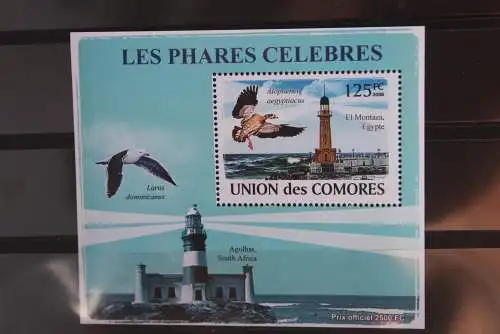 LES PHARES CELEBRES
Alopochen
aegyptiacus
125FC
2008
El Montaza,
Egypte
Larus
dominicanus
UNION des COMORES
Agulhas,
South Africa
Prix officiel 2500 FC